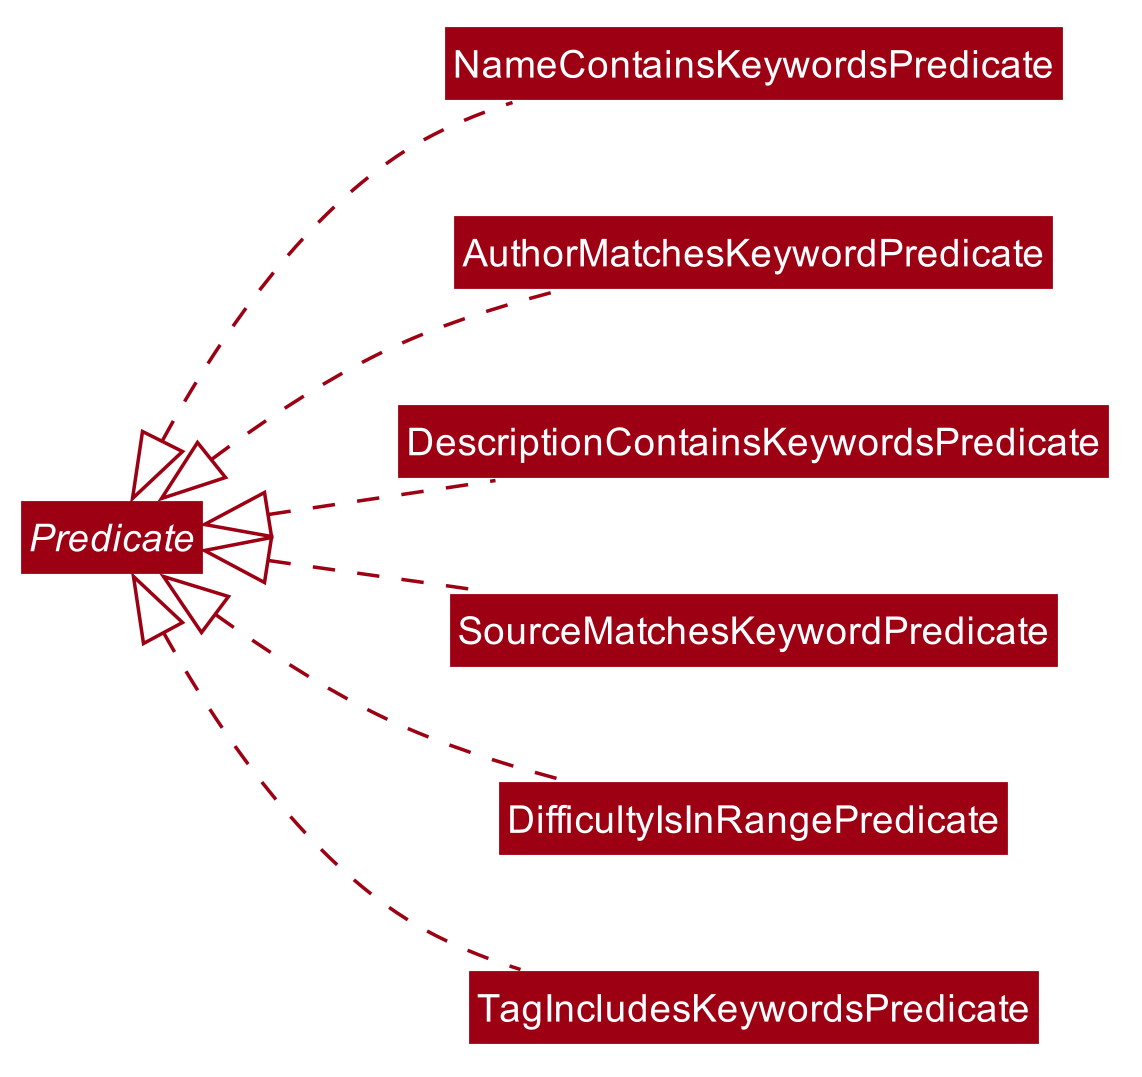 NameContainsKeywordsPredicate
AuthorMatchesKeywordPredicate
DescriptionContainsKeywordsPredicate
Predicate
SourceMatchesKeywordPredicate
DifficultyIsInRangePredicate
TagIncludesKeywordsPredicate